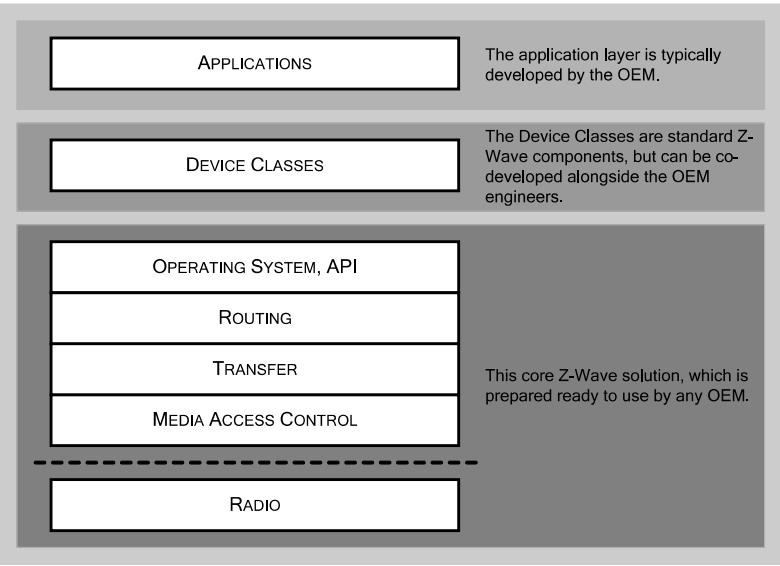 APPLICATIONS
The application layer is typically
developed by the OEM.
DEVICE CLASSES
The Device Classes are standard Z-
Wave components, but can be co-
developed alongside the OEM
engineers.
OPERATING SYSTEM, API
ROUTING
TRANSFER
MEDIA ACCESS CONTROL
This core Z-Wave solution, which is
prepared ready to use by any OEM.
RADIO